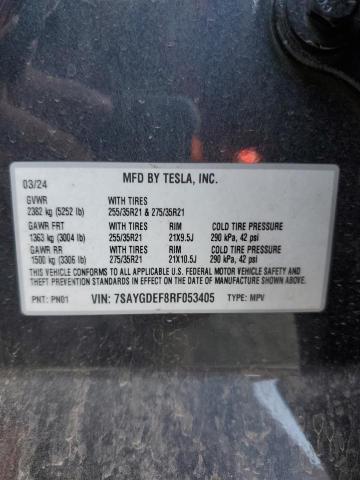 MFD BY TESLA, INC.
03/24
GVWR WITH TIRES
2382 kg (5252 lb) 255/35R21 & 275/35R21
GAWR FRT WITH TIRES RIM COLD TIRE PRESSURE
1363 kg (3004 lb) 255/35R21 21X9.5J 290 kPa, 42 psi
GAWR RR WITH TIRES RIM COLD TIRE PRESSURE
1500 kg (3306 lb) 275/35R21 21X10.5J 290 kPa, 42 psi
THIS VEHICLE CONFORMS TO ALL APPLICABLE U.S. FEDERAL MOTOR VEHICLE
SAFETY, BUMPER, AND THEFT PREVENTION STANDARDS IN EFFECT ON THE
DATE OF MANUFACTURE SHOWN ABOVE.
PNT: PN01 VIN: 7SAYGDEF8RF053405 TYPE: MPV